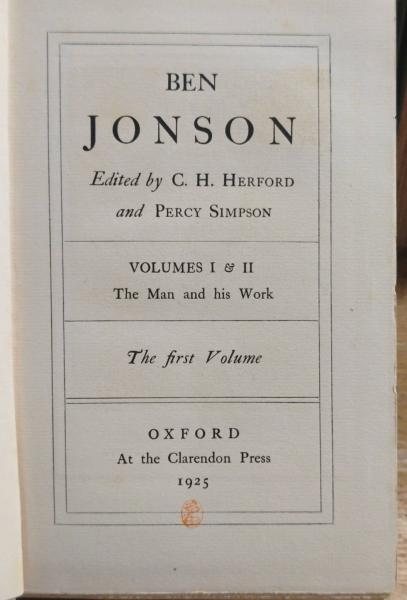 BEN
JONSON
Edited by C. H. HERFORD
and PERCY SIMPSON
VOLUMES I & II
The Man and his Work
The first Volume
OXFORD
At the Clarendon Press
1925